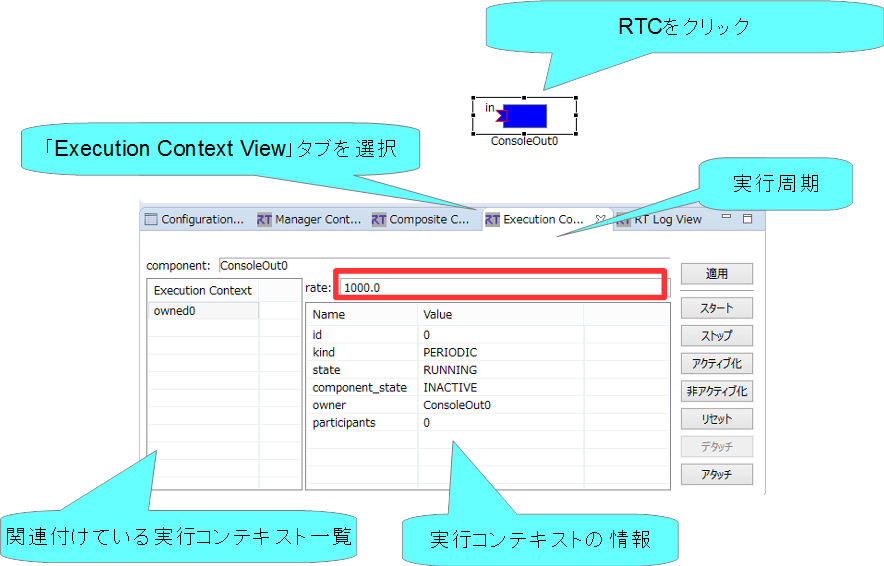 RTCをクリック
in
ConsoleOut0
「Execution Context View」タブを選択
実行周期
Configuration...
RT Manager Cont...
RT Composite C...
RT Execution Co...
RT RT Log View
component: ConsoleOut0
適用
Execution Context
rate: 1000.0
owned0
Name Value
id 0
kind PERIODIC
state RUNNING
component_state INACTIVE
owner ConsoleOut0
participants 0
スタート
ストップ
アクティブ化
非アクティブ化
リセット
デタッチ
アタッチ
関連付けている実行コンテキスト一覧
実行コンテキストの情報